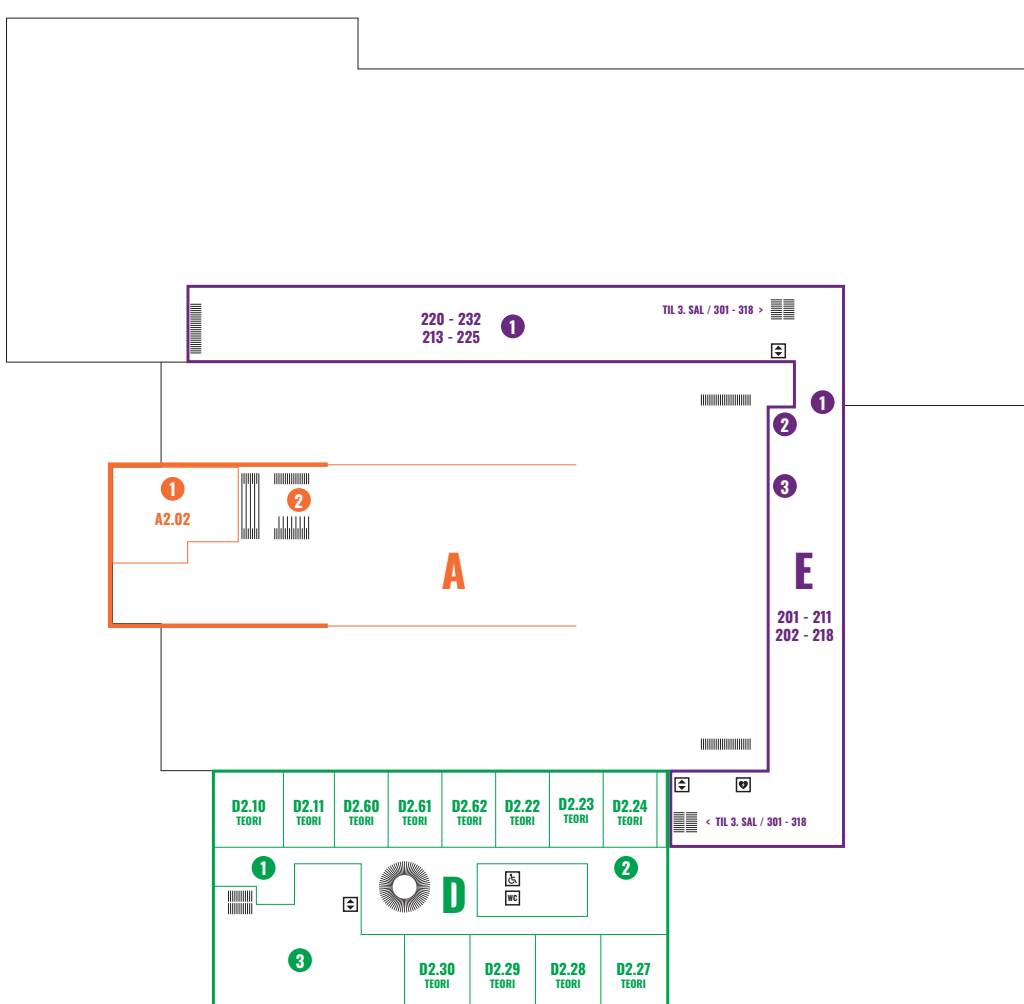 TIL 3. SAL / 301 - 318 >
220 - 232
213 - 225
1
1
2
3
1
A2.02
2
A
E
201 - 211
202 - 218
< TIL 3. SAL / 301 - 318
D2.10
TEORI
D2.11
TEORI
D2.60
TEORI
D2.61
TEORI
D2.62
TEORI
D2.22
TEORI
D2.23
TEORI
D2.24
TEORI
1
D
WC
2
3
D2.30
TEORI
D2.29
TEORI
D2.28
TEORI
D2.27
TEORI